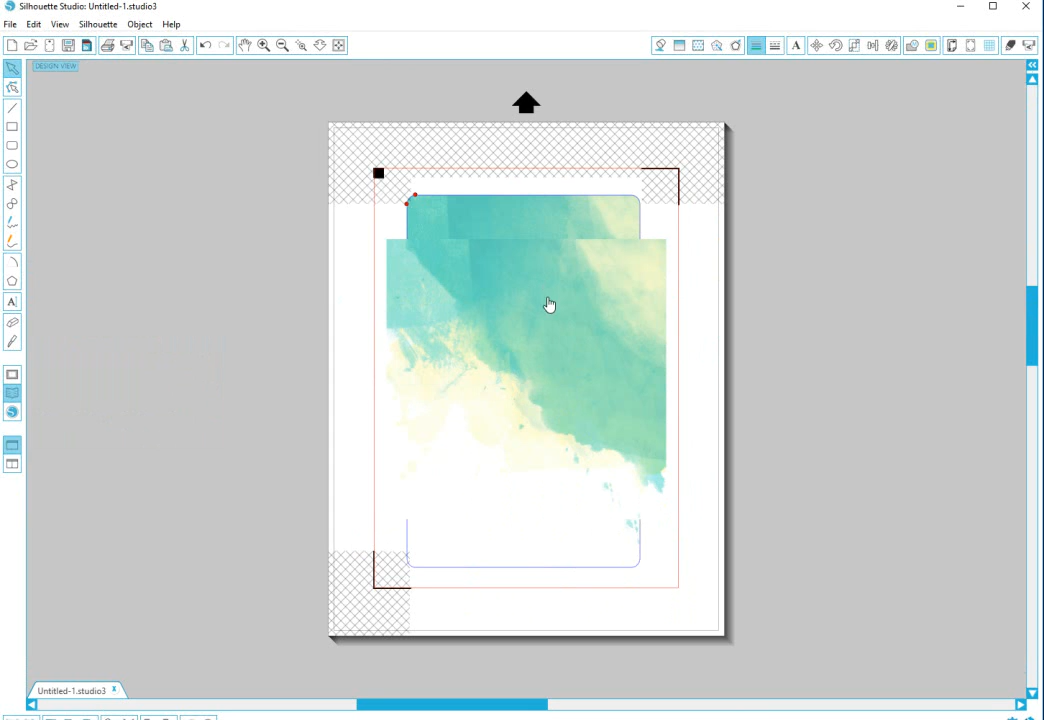 Silhouette Studio: Untitled-1.studio3
File Edit View Silhouette Object Help
DESIGN VIEW
Untitled-1.studio3 x